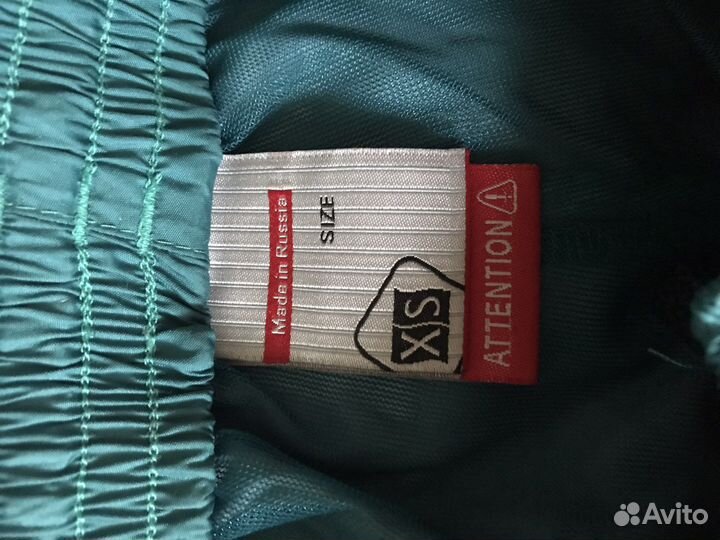 Made in Russia
SIZE
XS
ATTENTION
Avito